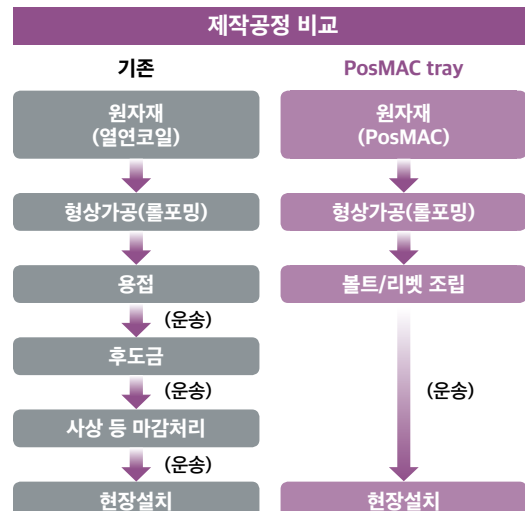 제작공정 비교
기존
원자재
(열연코일)
형상가공(롤포밍)
용접
(운송)
후도금
(운송)
사상 등 마감처리
(운송)
현장설치
PosMAC tray
원자재
(PosMAC)
형상가공(롤포밍)
볼트/리벳 조립
(운송)
현장설치